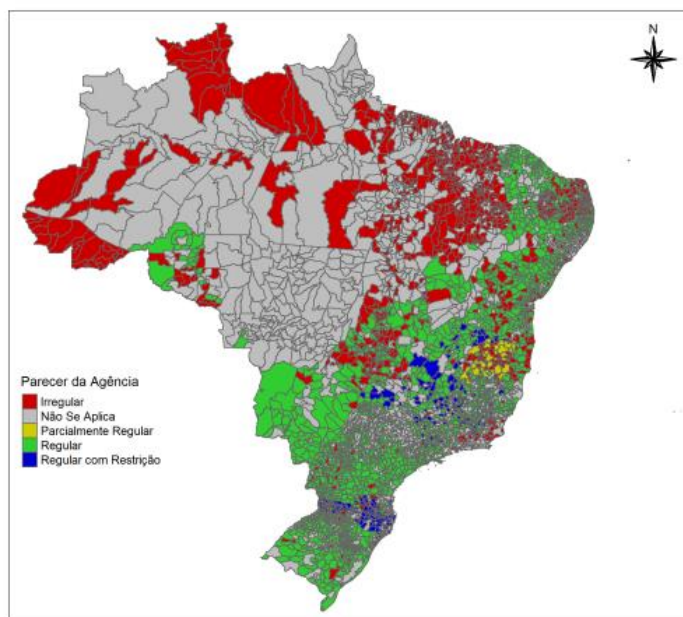 N
Parecer da Agência
Irregular
Não Se Aplica
Parcialmente Regular
Regular
Regular com Restrição